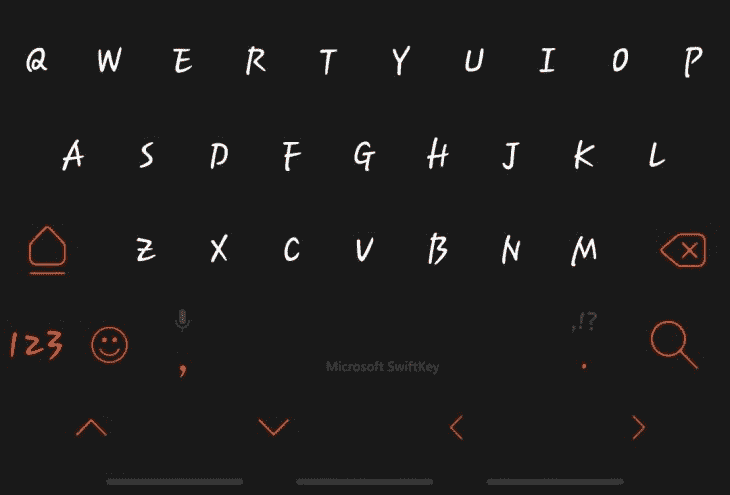 Q W E R T Y U I O P
A S D F G H J K L
Z X C V B N M
,!?
123 , Microsoft SwiftKey .